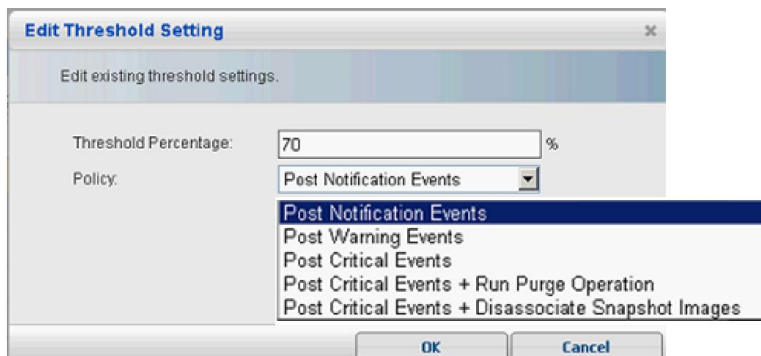 Edit Threshold Setting
Edit existing threshold settings.
Threshold Percentage: 70 %
Policy: Post Notification Events
Post Notification Events
Post Warning Events
Post Critical Events
Post Critical Events + Run Purge Operation
Post Critical Events + Disassociate Snapshot Images
OK Cancel